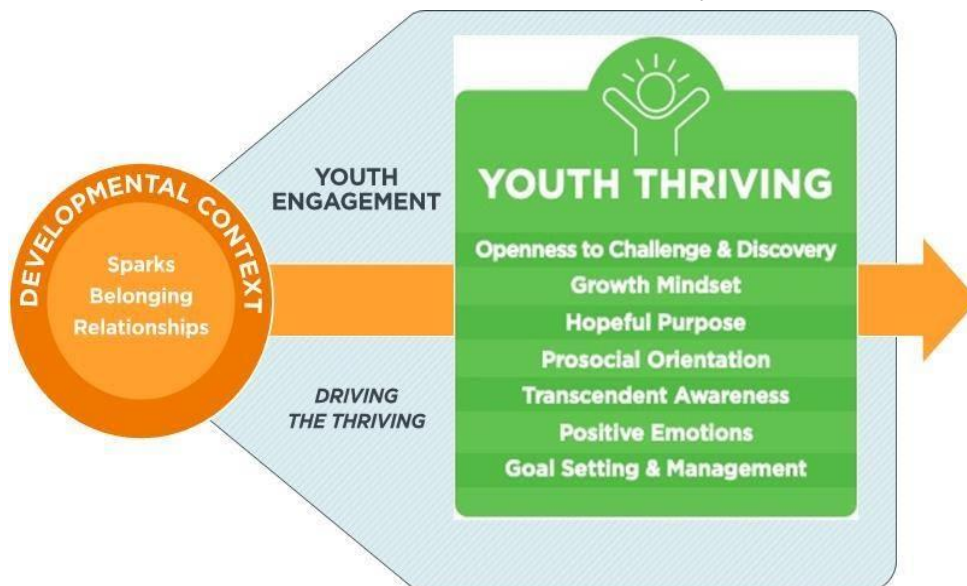 DEVELOPMENTAL CONTEXT
Sparks
Belonging
Relationships
YOUTH
ENGAGEMENT
DRIVING
THE THRIVING
YOUTH THRIVING
Openness to Challenge & Discovery
Growth Mindset
Hopeful Purpose
Prosocial Orientation
Transcendent Awareness
Positive Emotions
Goal Setting & Management